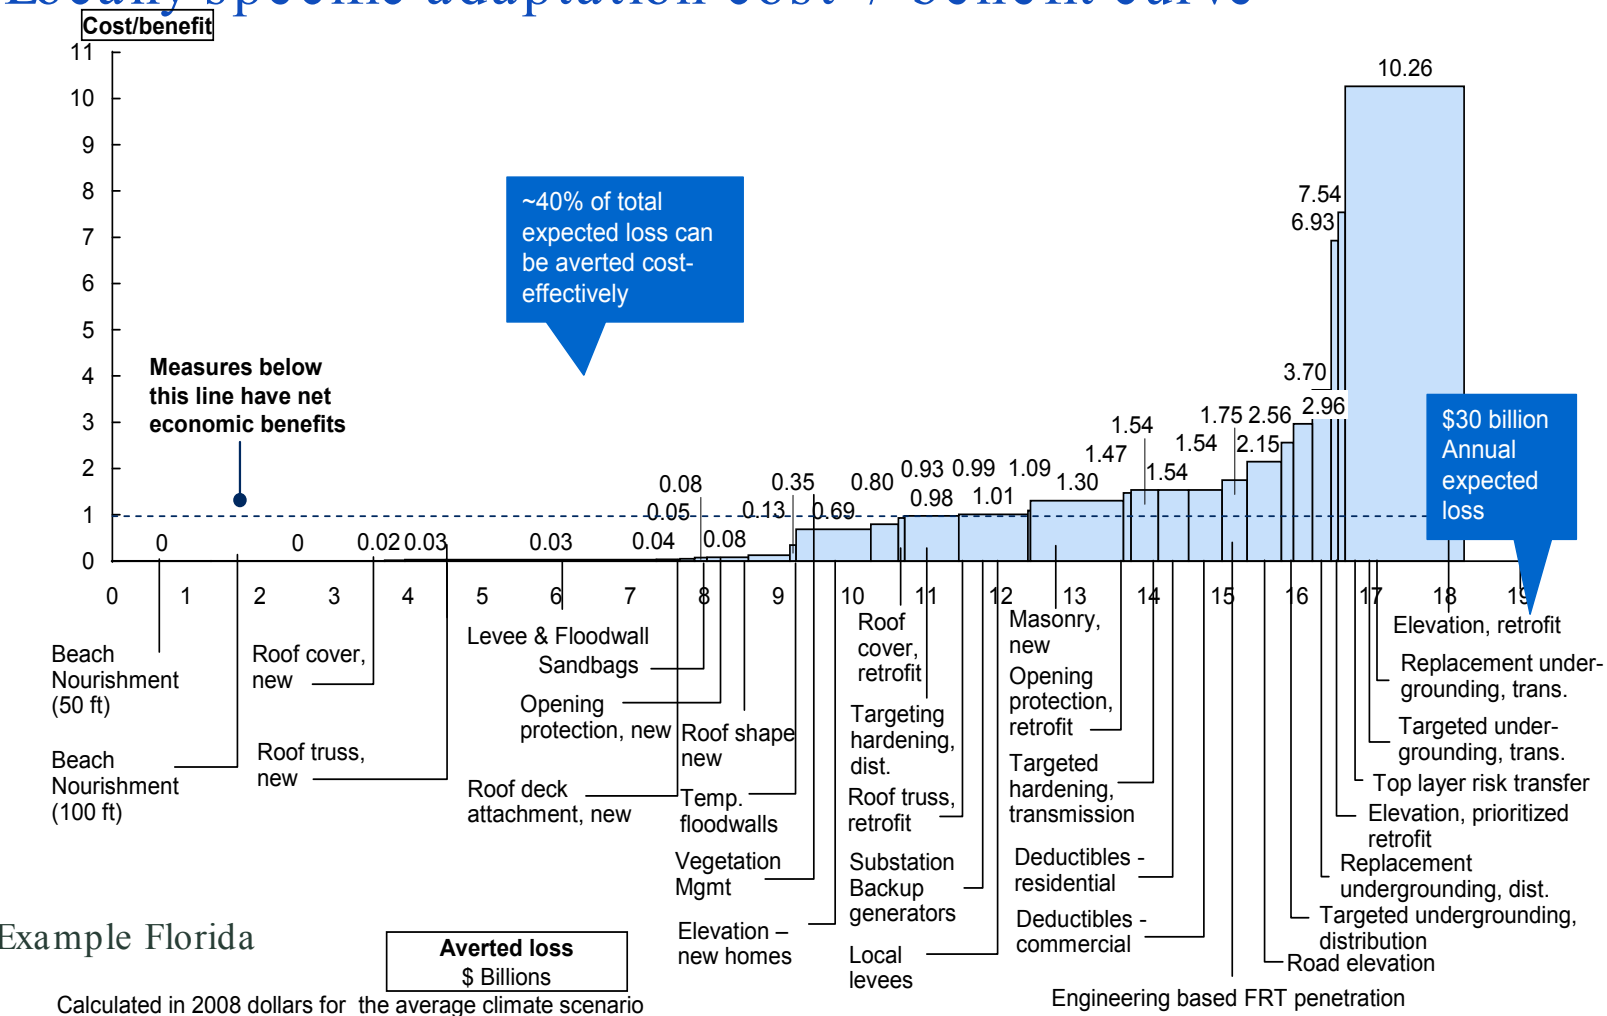 Locally specific adaptation cost / benefit curve
Cost/benefit
11
10
9
8
7
6
5
4
3
2
1
0
~40% of total
expected loss can
be averted cost-
effectively
Measures below
this line have net
economic benefits
$30 billion
Annual
expected
loss
0
0
0.02
0.03
0.03
0.04
0.05
0.08
0.08
0.13
0.35
0.69
0.80
0.93
0.98
0.99
1.01
1.09
1.30
1.47
1.54
1.54
1.54
1.75
2.15
2.56
2.96
3.70
6.93
7.54
10.26
0 1 2 3 4 5 6 7 8 9 10 11 12 13 14 15 16 17 18 19
Beach
Nourishment
(50 ft)
Beach
Nourishment
(100 ft)
Roof cover,
new
Roof truss,
new
Levee & Floodwall
Sandbags
Opening
protection, new
Roof deck
attachment, new
Roof shape
new
Temp.
floodwalls
Vegetation
Mgmt
Elevation –
new homes
Roof
cover,
retrofit
Targeting
hardening,
dist.
Roof truss,
retrofit
Substation
Backup
generators
Local
levees
Masonry,
new
Opening
protection,
retrofit
Targeted
hardening,
transmission
Deductibles -
residential
Deductibles -
commercial
Engineering based FRT penetration
Road elevation
Targeted undergrounding,
distribution
Replacement
undergrounding, dist.
Elevation, prioritized
retrofit
Top layer risk transfer
Targeted under-
grounding, trans.
Replacement under-
grounding, trans.
Elevation, retrofit
Example Florida
Averted loss
$ Billions
Calculated in 2008 dollars for the average climate scenario